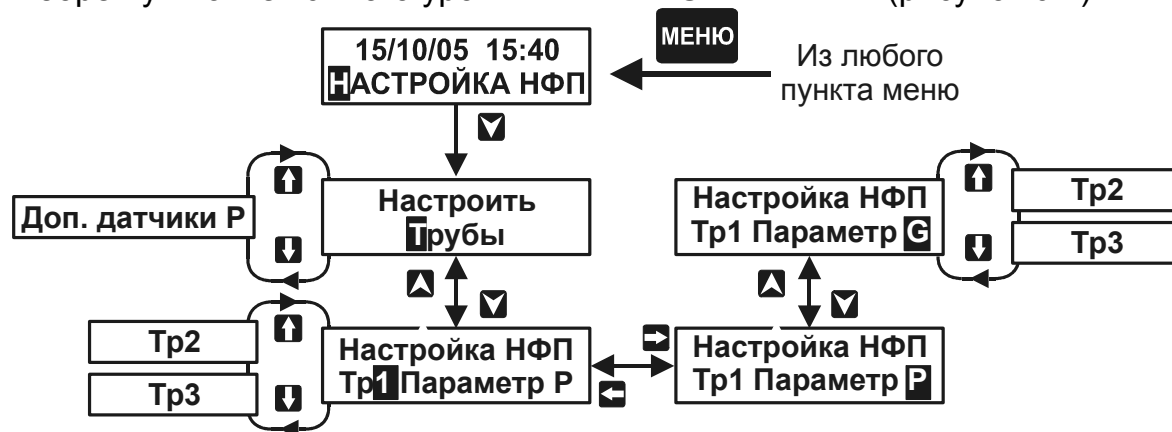 МЕНЮ
15/10/05 15:40
НАСТРОЙКА НФП
Из любого
пункта меню
Доп. датчики Р
Настроить
Трубы
Настройка НФП
Тр1 Параметр G
Тр2
Тр3
Тр2
Тр3
Настройка НФП
Тр1 Параметр Р
Настройка НФП
Тр1 Параметр Р